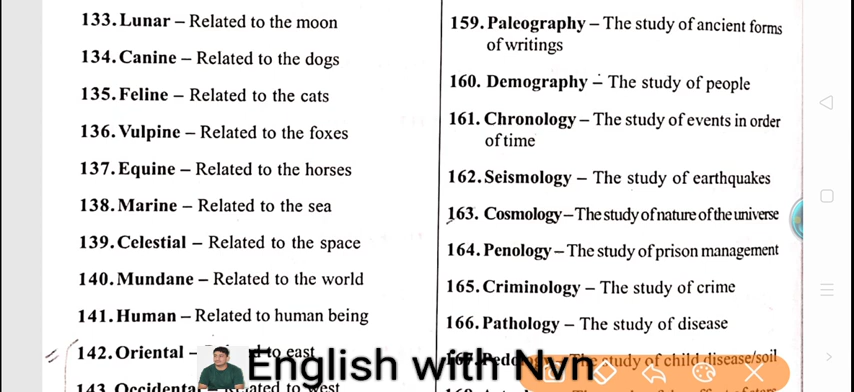 133. Lunar – Related to the moon
134. Canine – Related to the dogs
135. Feline – Related to the cats
136. Vulpine – Related to the foxes
137. Equine – Related to the horses
138. Marine – Related to the sea
139. Celestial – Related to the space
140. Mundane – Related to the world
141. Human – Related to human being
142. Oriental – to east
143. Occidental to west
159. Paleography – The study of ancient forms
of writings
160. Demography – The study of people
161. Chronology – The study of events in order
of time
162. Seismology – The study of earthquakes
163. Cosmology – The study of nature of the universe
164. Penology – The study of prison management
165. Criminology – The study of crime
166. Pathology – The study of disease
study of child disease/soil
English with Nvn